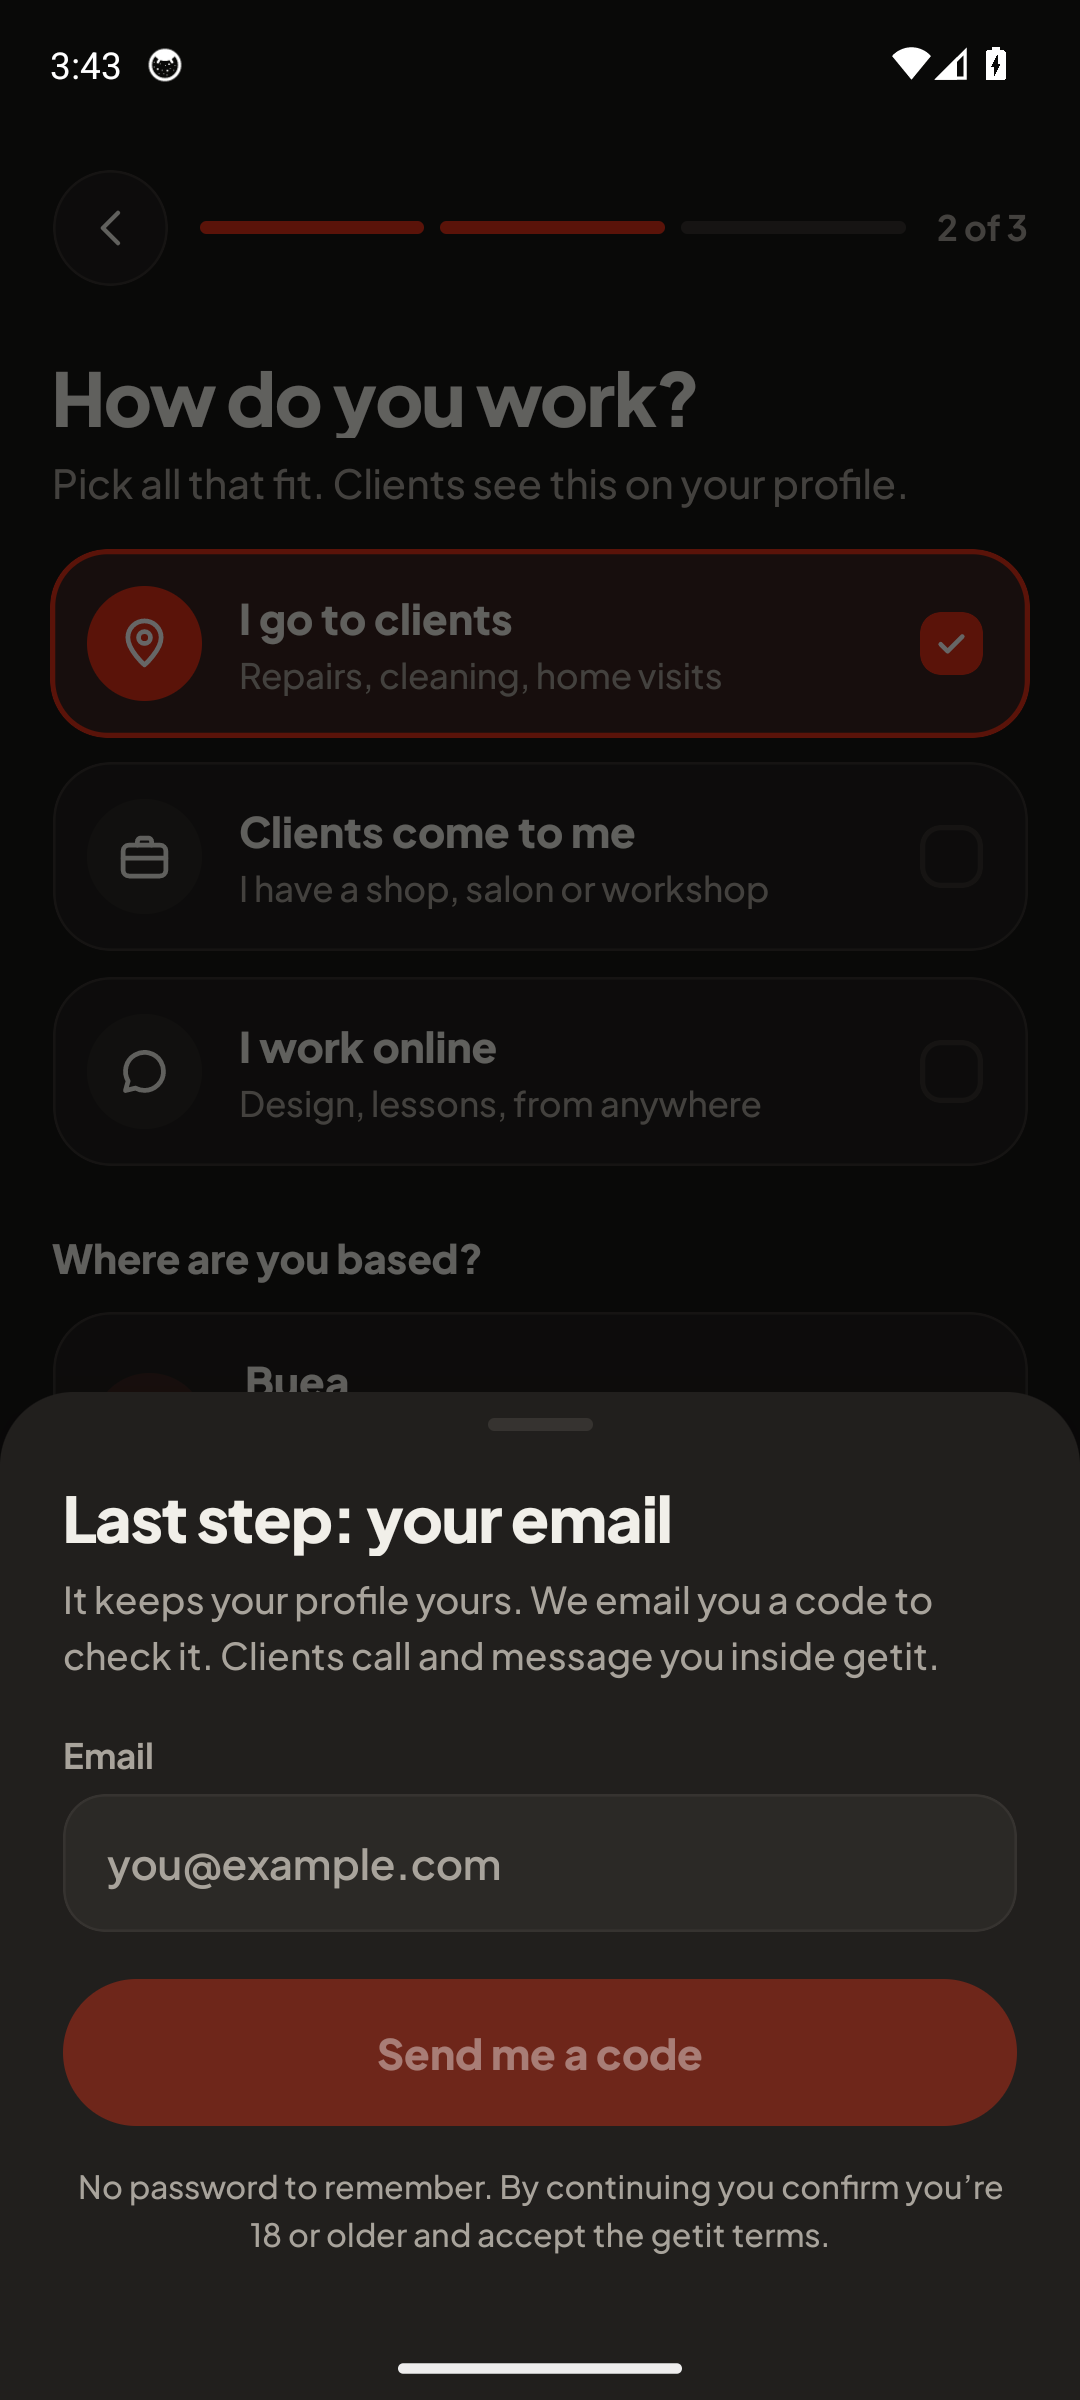 3:43
2 of 3
How do you work?
Pick all that fit. Clients see this on your profile.
I go to clients
Repairs, cleaning, home visits
Clients come to me
I have a shop, salon or workshop
I work online
Design, lessons, from anywhere
Where are you based?
Buea
Last step: your email
It keeps your profile yours. We email you a code to
check it. Clients call and message you inside getit.
Email
you@example.com
Send me a code
No password to remember. By continuing you confirm you’re
18 or older and accept the getit terms.